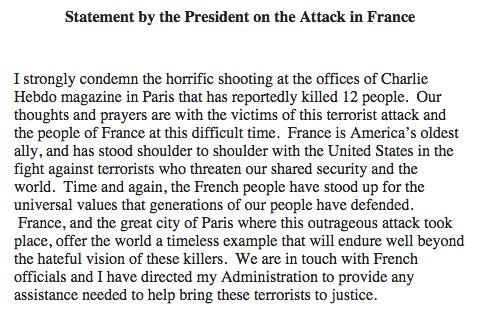 Statement by the President on the Attack in France
I strongly condemn the horrific shooting at the offices of Charlie
Hebdo magazine in Paris that has reportedly killed 12 people.  Our
thoughts and prayers are with the victims of this terrorist attack and
the people of France at this difficult time.  France is America's oldest
ally, and has stood shoulder to shoulder with the United States in the
fight against terrorists who threaten our shared security and the
world.  Time and again, the French people have stood up for the
universal values that generations of our people have defended.
 France, and the great city of Paris where this outrageous attack took
place, offer the world a timeless example that will endure well beyond
the hateful vision of these killers.  We are in touch with French
officials and I have directed my Administration to provide any
assistance needed to help bring these terrorists to justice.